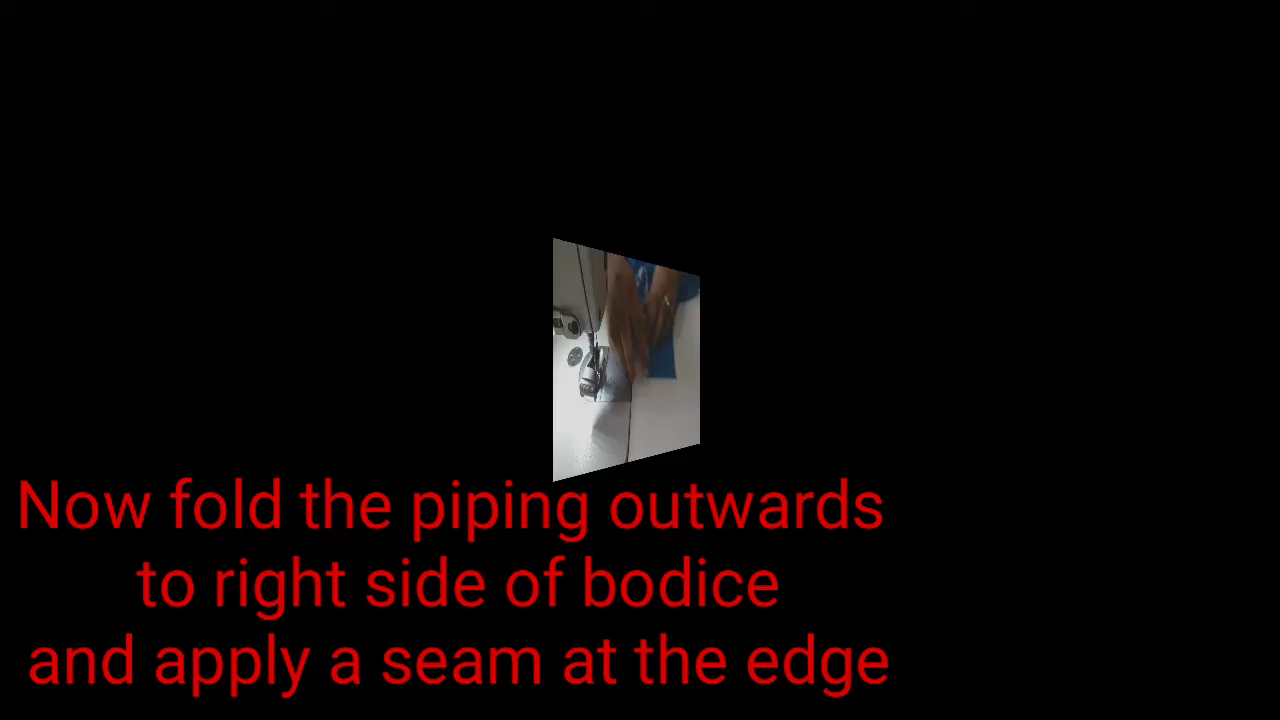 Now fold the piping outwards
to right side of bodice
and apply a seam at the edge